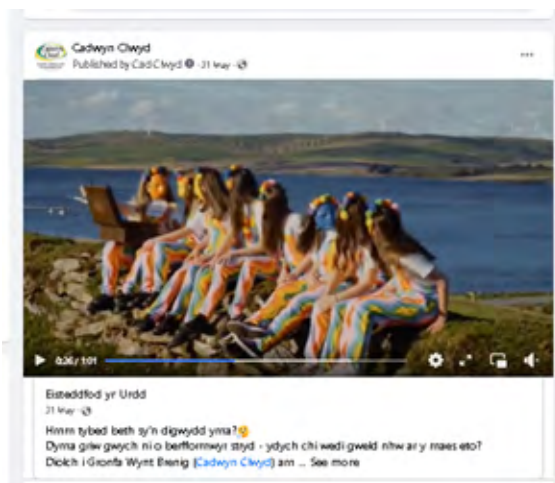 Cadwyn Clwyd
Published by Cad Clwyd · 31 May ·
0:26 / 1:01
Eisteddfod yr Urdd
31 May ·
Hmm tybed beth sy'n digwydd yma?
Dyma griw gwych ni o berfformwyr stryd - ydych chi wedi gweld nhw ar y maes eto?
Diolch i Gronfa Wynt Brenig (Cadwyn Clwyd) am ... See more